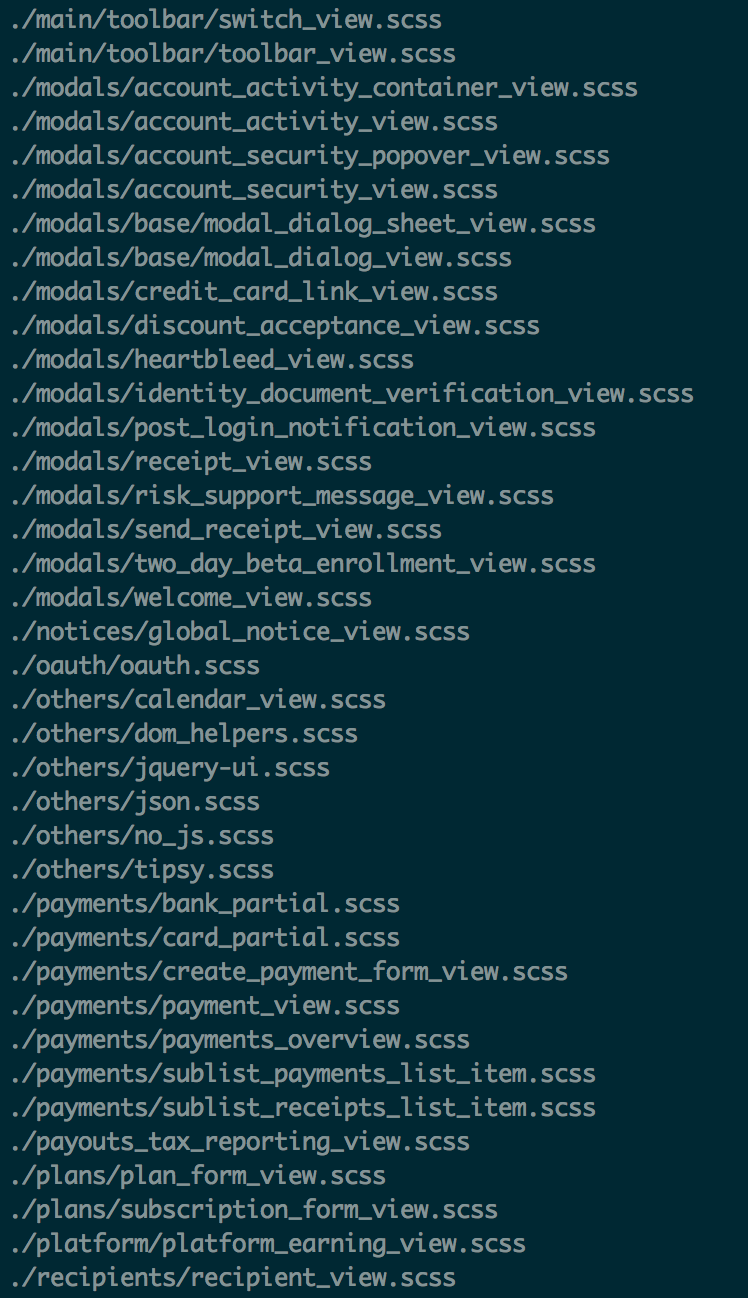 ./main/toolbar/switch_view.scss
./main/toolbar/toolbar_view.scss
./modals/account_activity_container_view.scss
./modals/account_activity_view.scss
./modals/account_security_popover_view.scss
./modals/account_security_view.scss
./modals/base/modal_dialog_sheet_view.scss
./modals/base/modal_dialog_view.scss
./modals/credit_card_link_view.scss
./modals/discount_acceptance_view.scss
./modals/heartbleed_view.scss
./modals/identity_document_verification_view.scss
./modals/post_login_notification_view.scss
./modals/receipt_view.scss
./modals/risk_support_message_view.scss
./modals/send_receipt_view.scss
./modals/two_day_beta_enrollment_view.scss
./modals/welcome_view.scss
./notices/global_notice_view.scss
./oauth/oauth.scss
./others/calendar_view.scss
./others/dom_helpers.scss
./others/jquery-ui.scss
./others/json.scss
./others/no_js.scss
./others/tipsy.scss
./payments/bank_partial.scss
./payments/card_partial.scss
./payments/create_payment_form_view.scss
./payments/payment_view.scss
./payments/payments_overview.scss
./payments/sublist_payments_list_item.scss
./payments/sublist_receipts_list_item.scss
./payouts_tax_reporting_view.scss
./plans/plan_form_view.scss
./plans/subscription_form_view.scss
./platform/platform_earning_view.scss
./recipients/recipient_view.scss